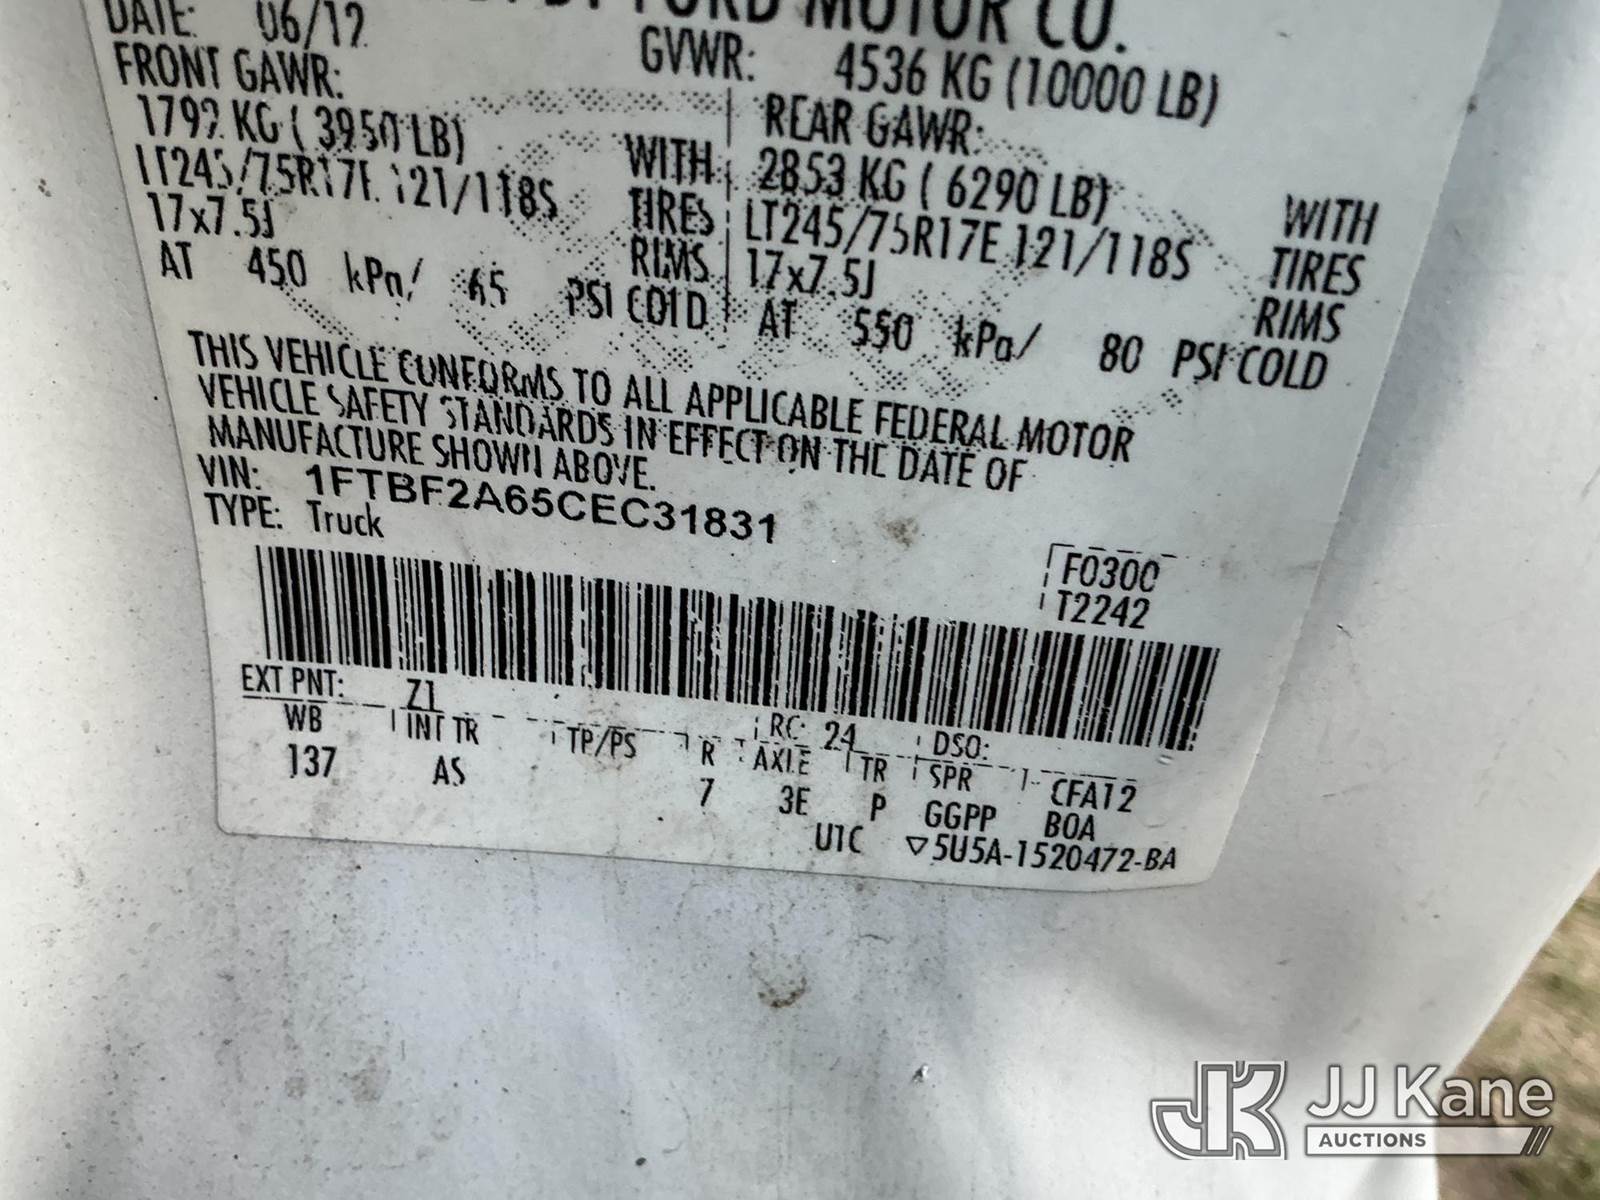 FORD MOTOR CO.
DATE: 06/12 GVWR: 4536 KG (10000 LB)
FRONT GAWR: REAR GAWR:
1792 KG ( 3950 LB) WITH 2853 KG ( 6290 LB) WITH
LT245/75R17E 121/118S TIRES LT245/75R17E 121/118S TIRES
17x7.5J RIMS 17x7.5J RIMS
AT 450 kPa/ 65 PSI COLD AT 550 kPa/ 80 PSI COLD
THIS VEHICLE CONFORMS TO ALL APPLICABLE FEDERAL MOTOR
VEHICLE SAFETY STANDARDS IN EFFECT ON THE DATE OF
MANUFACTURE SHOWN ABOVE.
VIN: 1FTBF2A65CEC31831
TYPE: Truck
F0300
T2242
EXT PNT: Z1 RC: 24 DSO:
WB INT TR TP/PS R AXLE TR SPR CFA12
137 AS 7 3E P GGPP B0A
UTC ▽5U5A-1520472-BA
JK JJ Kane
AUCTIONS